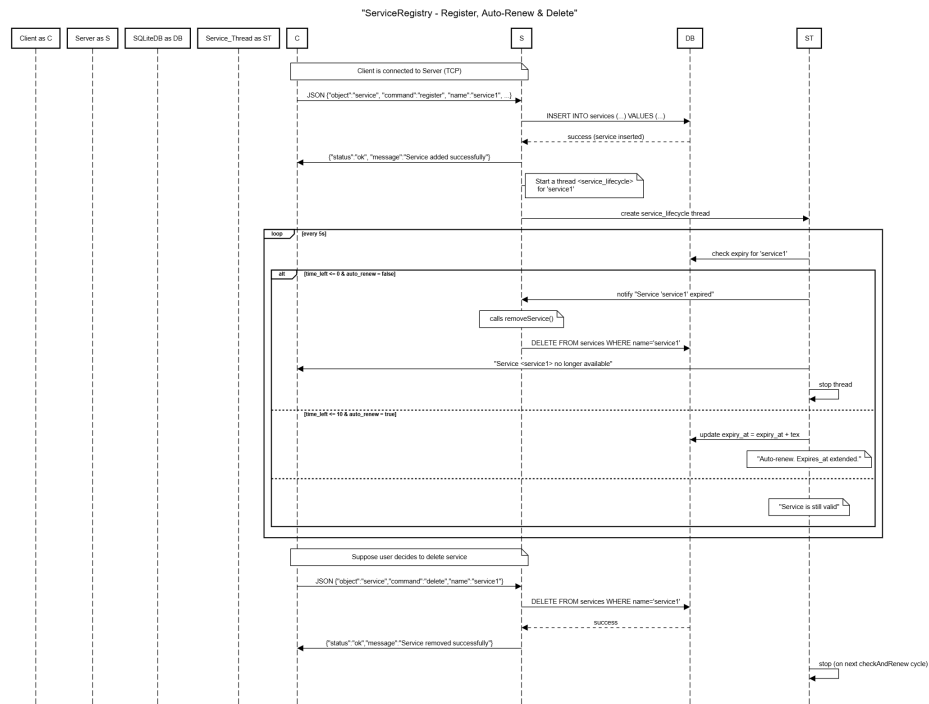 "ServiceRegistry - Register, Auto-Renew & Delete"
Client as C
Server as S
SQLiteDB as DB
Service_Thread as ST
C
S
DB
ST
Client is connected to Server (TCP)
JSON {"object":"service", "command":"register", "name":"service1", ...}
INSERT INTO services (...) VALUES (...)
success (service inserted)
{"status":"ok", "message":"Service added successfully"}
Start a thread <service_lifecycle>
for 'service1'
create service_lifecycle thread
loop
[every 5s]
check expiry for 'service1'
alt
[time_left <= 0 & auto_renew = false]
notify "Service 'service1' expired"
calls removeService()
DELETE FROM services WHERE name='service1'
"Service <service1> no longer available"
stop thread
[time_left <= 10 & auto_renew = true]
update expiry_at = expiry_at + tex
"Auto-renew. Expires_at extended."
"Service is still valid"
Suppose user decides to delete service
JSON {"object":"service","command":"delete","name":"service1"}
DELETE FROM services WHERE name='service1'
success
{"status":"ok","message":"Service removed successfully"}
stop (on next checkAndRenew cycle)